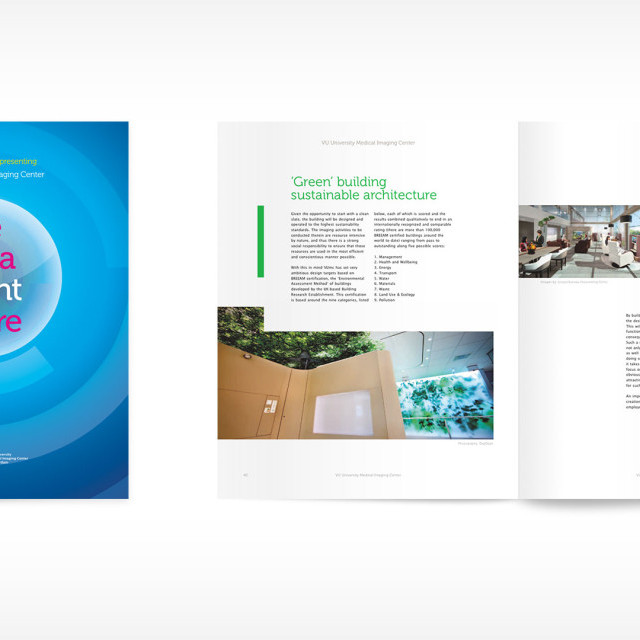 presenting
aging Center
e
a
nt
re
VU University Medical Imaging Center
'Green' building
sustainable architecture
Given the opportunity to start with a clean
slate, the building will be designed and
operated to the highest sustainability
standards. The imaging activities to be
conducted therein are resource intensive
by nature, and thus there is a strong
social responsibility to ensure that these
resources are used in the most efficient
and conscientious manner possible.
With this in mind VUmc has set very
ambitious design targets based on
BREEAM certification, the 'Environmental
Assessment Method' of buildings
developed by the UK-based Building
Research Establishment. This certification
is based around the nine categories, listed
below, each of which is scored and the
results combined qualitatively to end in an
internationally recognized and comparable
rating (there are more than 100,000
BREEAM certified buildings around the
world to date) ranging from pass to
outstanding along five possible scores:
1. Management
2. Health and Wellbeing
3. Energy
4. Transport
5. Water
6. Materials
7. Waste
8. Land Use & Ecology
9. Pollution
VU University Medical Imaging Center
By buil
the des
This wil
function
conseq
Such a
not onl
as well
doing s
it takes
focus o
obvious
attracti
for sust
An imp
creation
employ